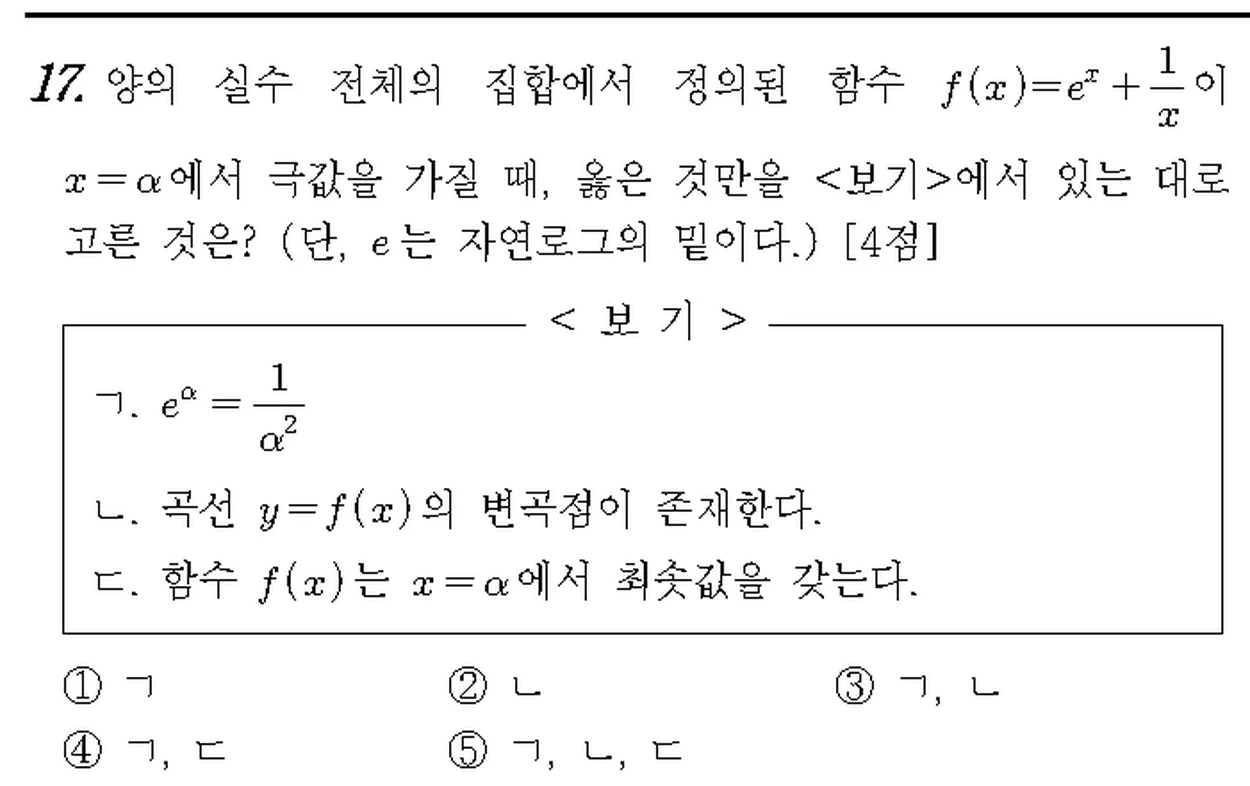 17. 양의 실수 전체의 집합에서 정의된 함수 f(x)=e^x+\frac{1}{x}이
x=α에서 극값을 가질 때, 옳은 것만을 <보기>에서 있는 대로
고른 것은? (단, e는 자연로그의 밑이다.) [4점]
< 보 기 >
ㄱ. e^α=\frac{1}{α^2}
ㄴ. 곡선 y=f(x)의 변곡점이 존재한다.
ㄷ. 함수 f(x)는 x=α에서 최솟값을 갖는다.
① ㄱ ② ㄴ ③ ㄱ, ㄴ
④ ㄱ, ㄷ ⑤ ㄱ, ㄴ, ㄷ